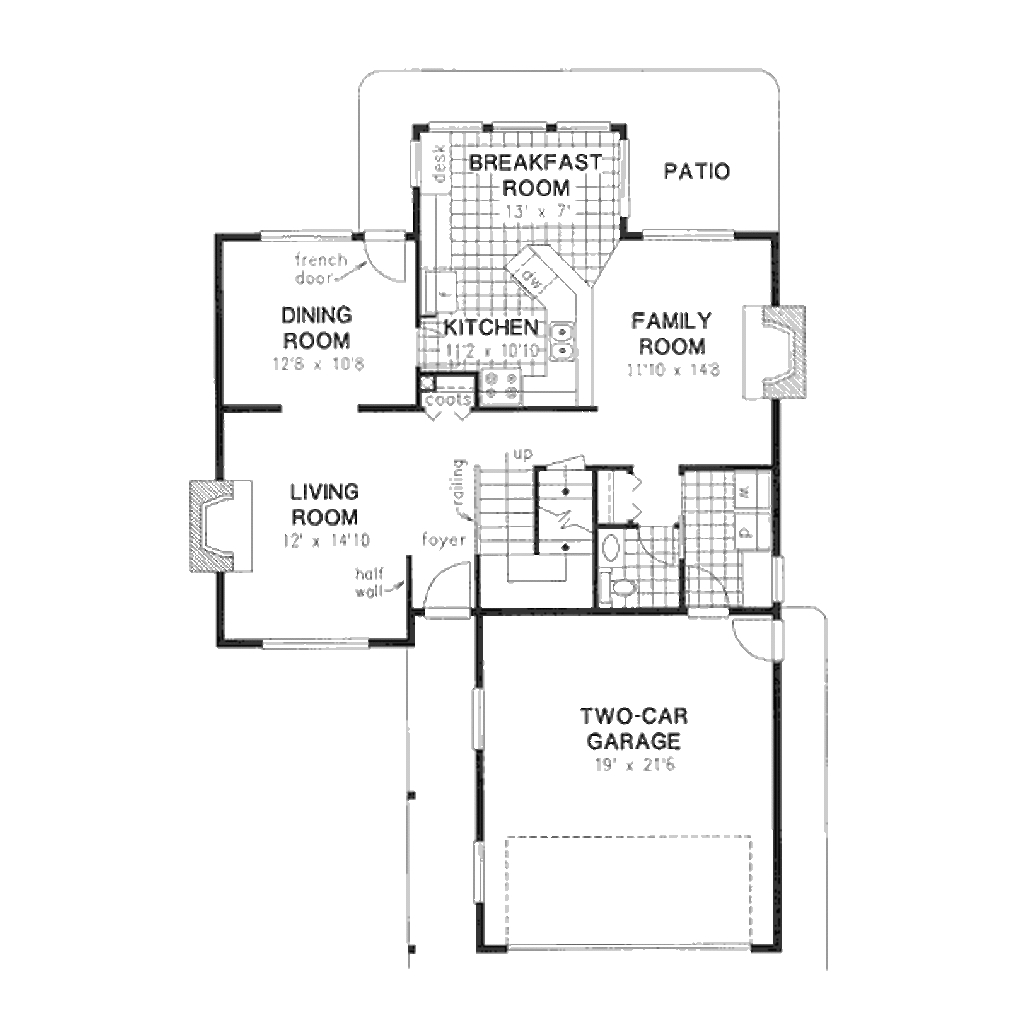 desk
BREAKFAST
ROOM
13' x 7'
PATIO
french
door
dw
DINING
ROOM
12'8 x 10'8
f
KITCHEN
11'2 x 10'10
FAMILY
ROOM
11'10 x 14'8
coats
up
railing
LIVING
ROOM
12' x 14'10
foyer
half
wall
w
d
TWO-CAR
GARAGE
19' x 21'6